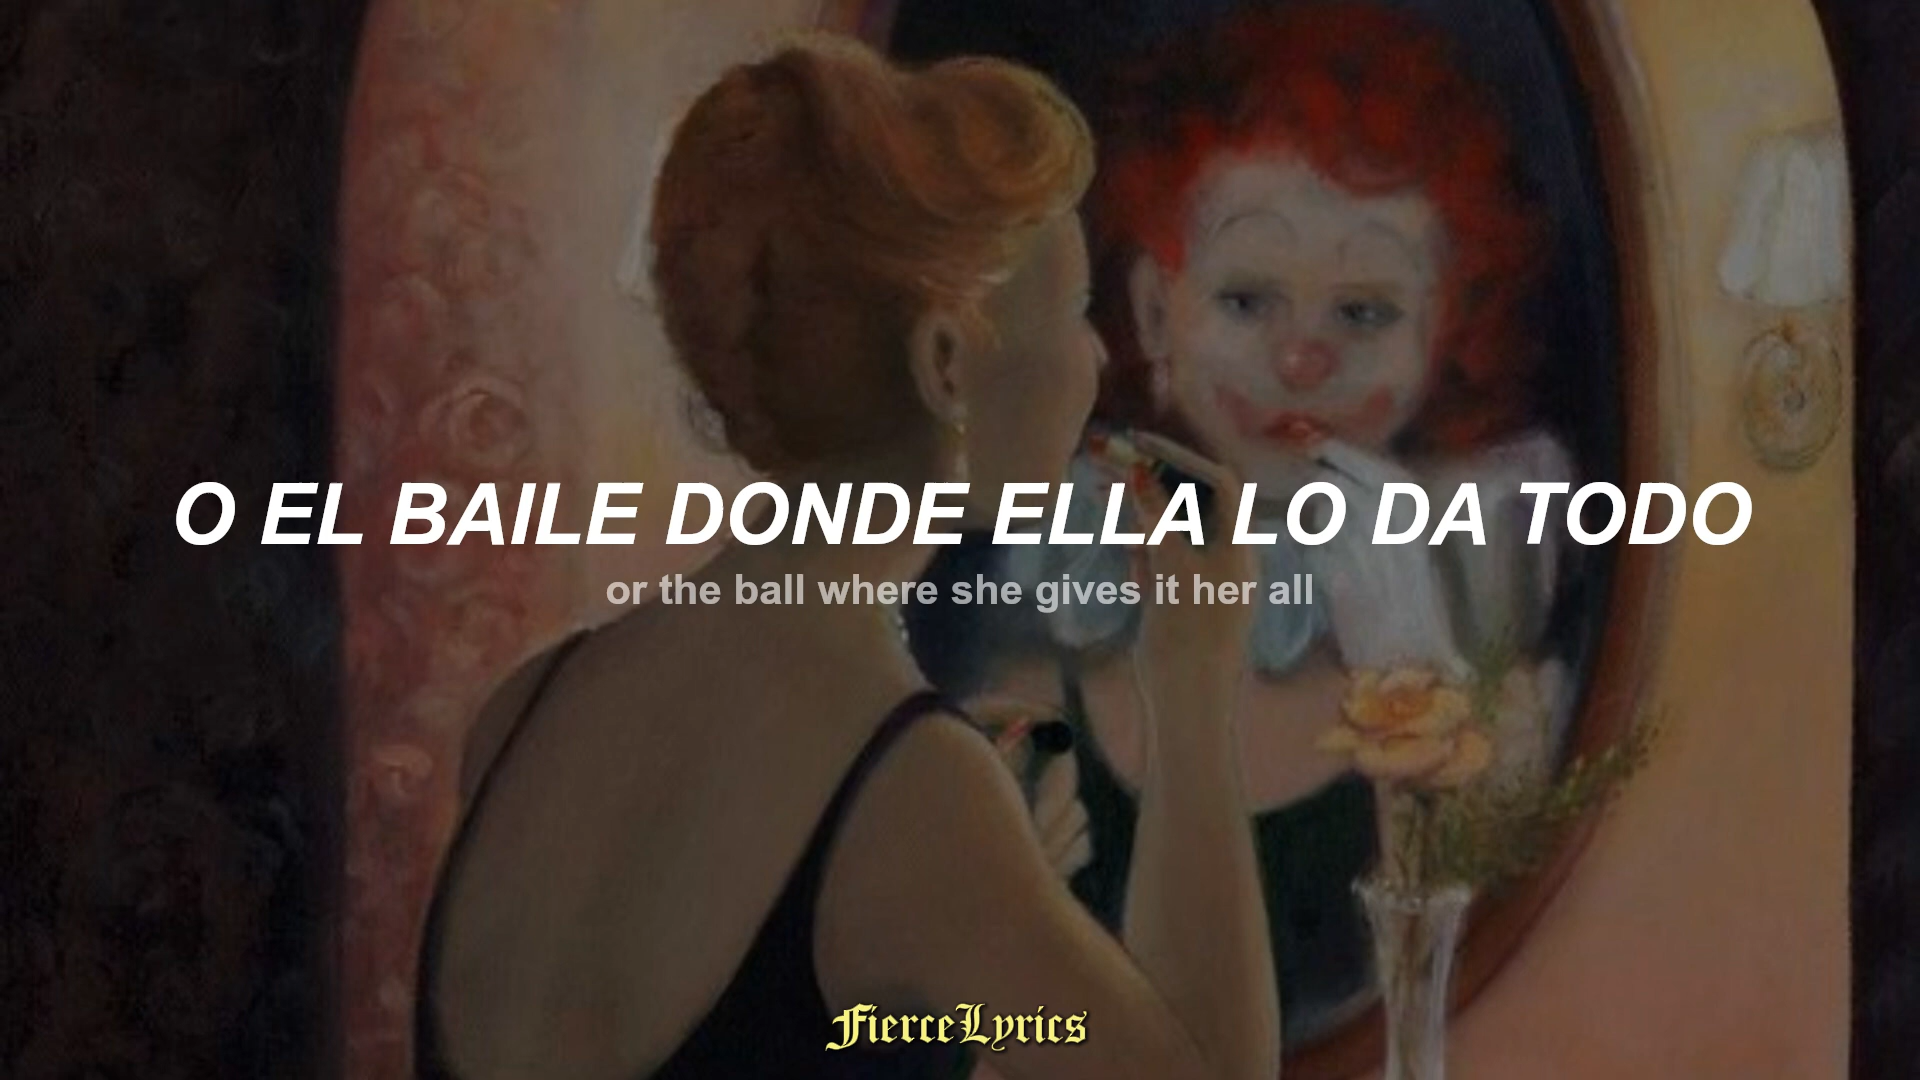 O EL BAILE DONDE ELLA LO DA TODO
or the ball where she gives it her all
FierceLyrics